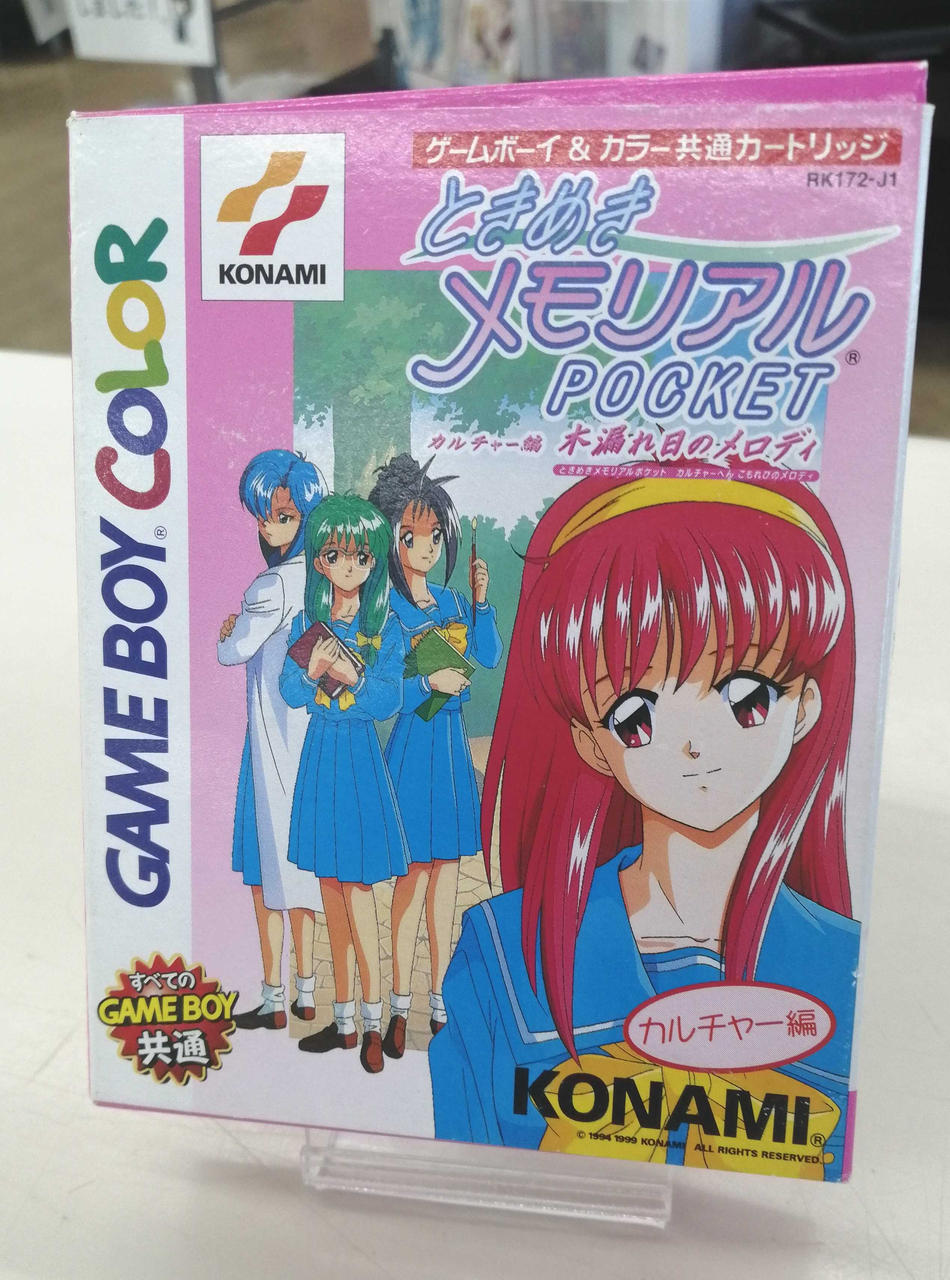 しました!
GAME BOY COLOR
®
KONAMI
ゲームボーイ & カラー共通カートリッジ
RK172-J1
ときめき
メモリアル
POCKET
®
カルチャー編 木漏れ日のメロディ
ときめきメモリアルポケット カルチャーへん こもれびのメロディ
すべての
GAME BOY
共通
カルチャー編
KONAMI®
© 1994 1999 KONAMI ALL RIGHTS RESERVED.